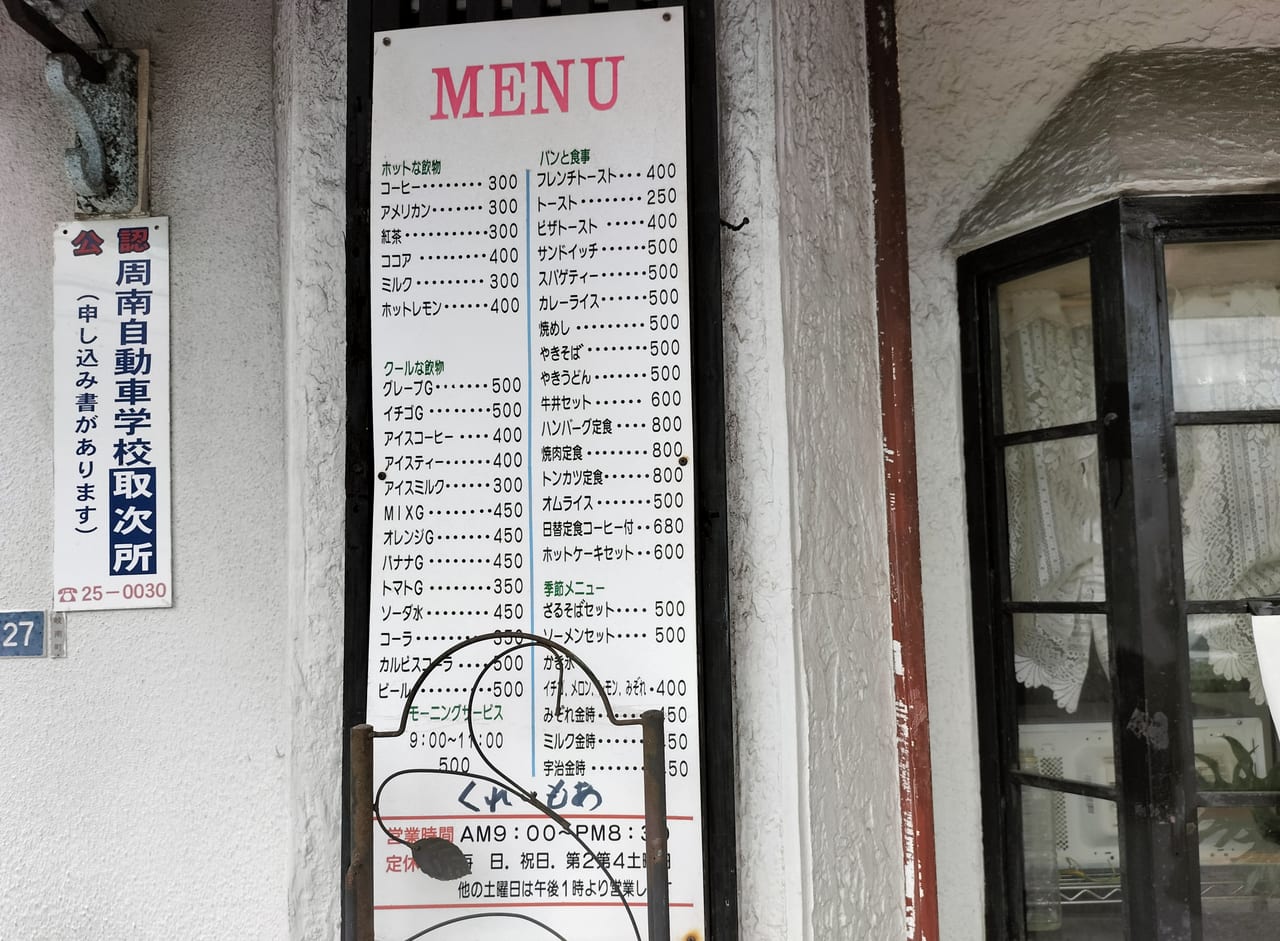 公認
周南自動車学校取次所
(申し込み書があります)
☎25-0030
27
MENU
ホットな飲物
コーヒー········300
アメリカン·······300
紅茶··········300
ココア·········400
ミルク·········300
ホットレモン······400
クールな飲物
グレープG·······500
イチゴG········500
アイスコーヒー····400
アイスティー······400
アイスミルク······300
MIXG·········450
オレンジG·······450
バナナG········450
トマトG········350
ソーダ水········450
コーラ·········350
カルピスコーラ····500
ビール·········500
モーニングサービス
9:00~11:00
500
パンと食事
フレンチトースト···400
トースト········250
ピザトースト······400
サンドイッチ······500
スパゲティー······500
カレーライス······500
焼めし·········500
やきそば········500
やきうどん·······500
牛丼セット·······600
ハンバーグ定食····800
焼肉定食········800
トンカツ定食······800
オムライス·······500
日替定食コーヒー付··680
ホットケーキセット··600
季節メニュー
ざるそばセット····500
ソーメンセット····500
かき氷
イチゴ,メロン,レモン,みぞれ·400
みぞれ金時·····50
ミルク金時······50
宇治金時·······50
くれーもあ
営業時間 AM9:00~PM8:30
定休 日.祝日.第2第4土曜
他の土曜日は午後1時より営業し